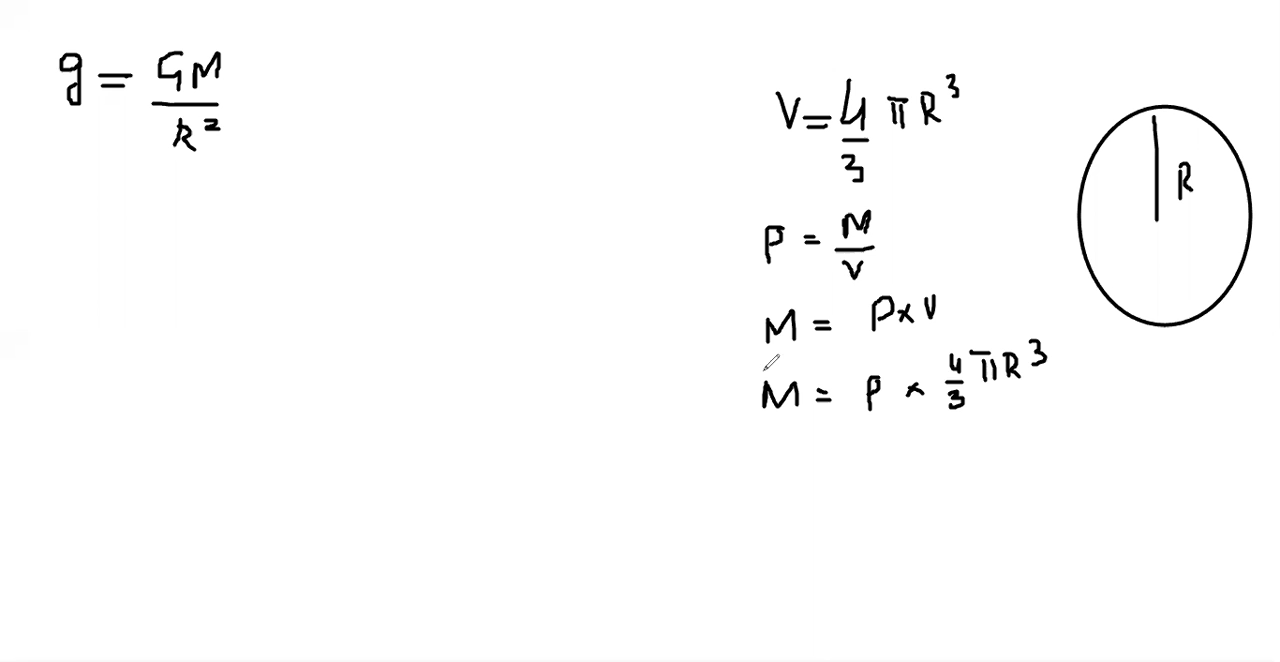 g = GM/R²
V = 4/3 πR³
R
ρ = M/V
M = ρ × V
M = ρ × 4/3 πR³